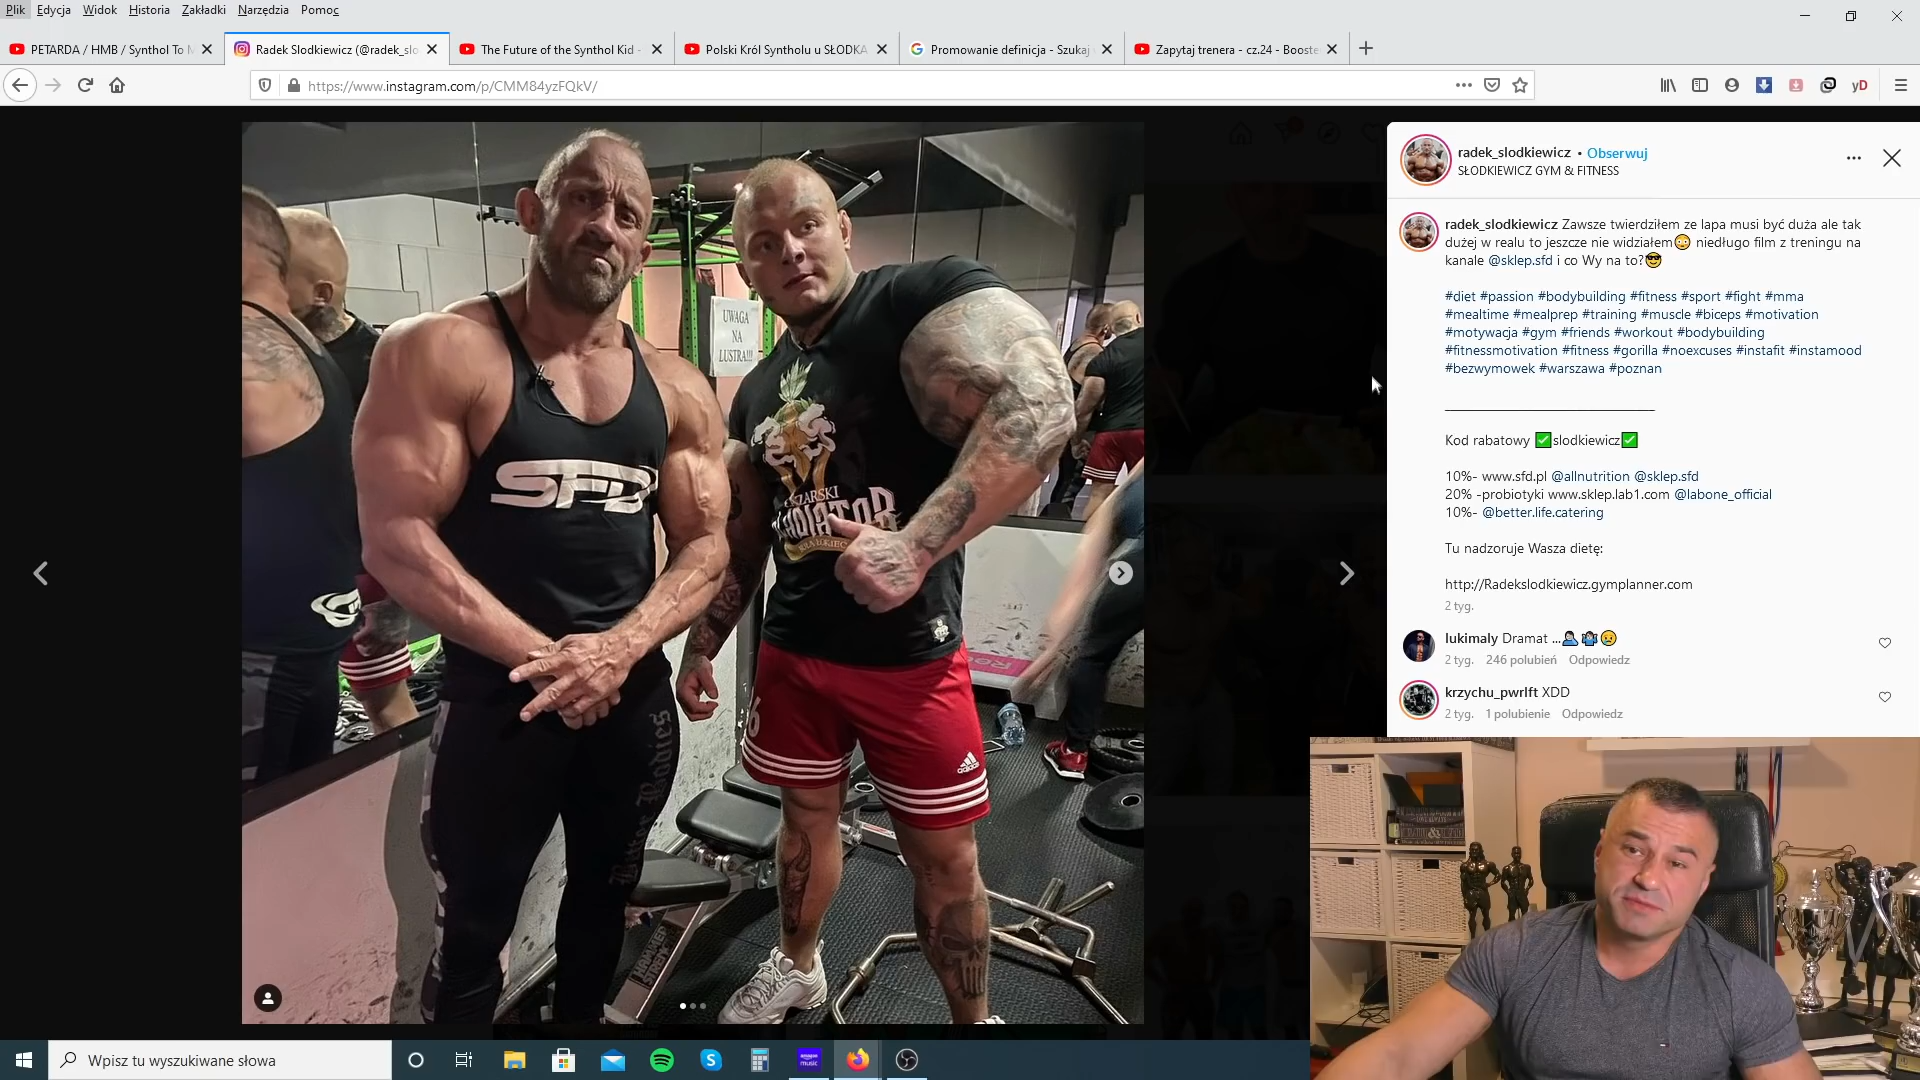 Plik Edycja Widok Historia Zakładki Narzędzia Pomoc
PETARDA / HMB / Synthol To M
Radek Slodkiewicz (@radek_slo
The Future of the Synthol Kid -
Polski Król Syntholu u SŁODKA
Promowanie definicja - Szukaj
Zapytaj trenera - cz.24 - Booste
https://www.instagram.com/p/CMM84yzFQkV/
yD
radek_slodkiewicz • Obserwuj
SŁODKIEWICZ GYM & FITNESS
radek_slodkiewicz Zawsze twierdziłem ze lapa musi być duża ale tak
dużej w realu to jeszcze nie widziałem😳 niedługo film z treningu na
kanale @sklep.sfd i co Wy na to?😎
#diet #passion #bodybuilding #fitness #sport #fight #mma
#mealtime #mealprep #training #muscle #biceps #motivation
#motywacja #gym #friends #workout #bodybuilding
#fitnessmotivation #fitness #gorilla #noexcuses #instafit #instamood
#bezwymowek #warszawa #poznan
Kod rabatowy ✅slodkiewicz✅
10%- www.sfd.pl @allnutrition @sklep.sfd
20% -probiotyki www.sklep.lab1.com @labone_official
10%- @better.life.catering
Tu nadzoruje Wasza dietę:
http://Radekslodkiewicz.gymplanner.com
2 tyg.
lukimaly Dramat ...🤦🏻‍♂️🤷🏻‍♂️😢
2 tyg. 246 polubień Odpowiedz
krzychu_pwrlft XDD
2 tyg. 1 polubienie Odpowiedz
UWAGA
NA
LUSTRA!!!
SFD
adidas
HAMMER
STRENGTH
Wpisz tu wyszukiwane słowa
amazon
music